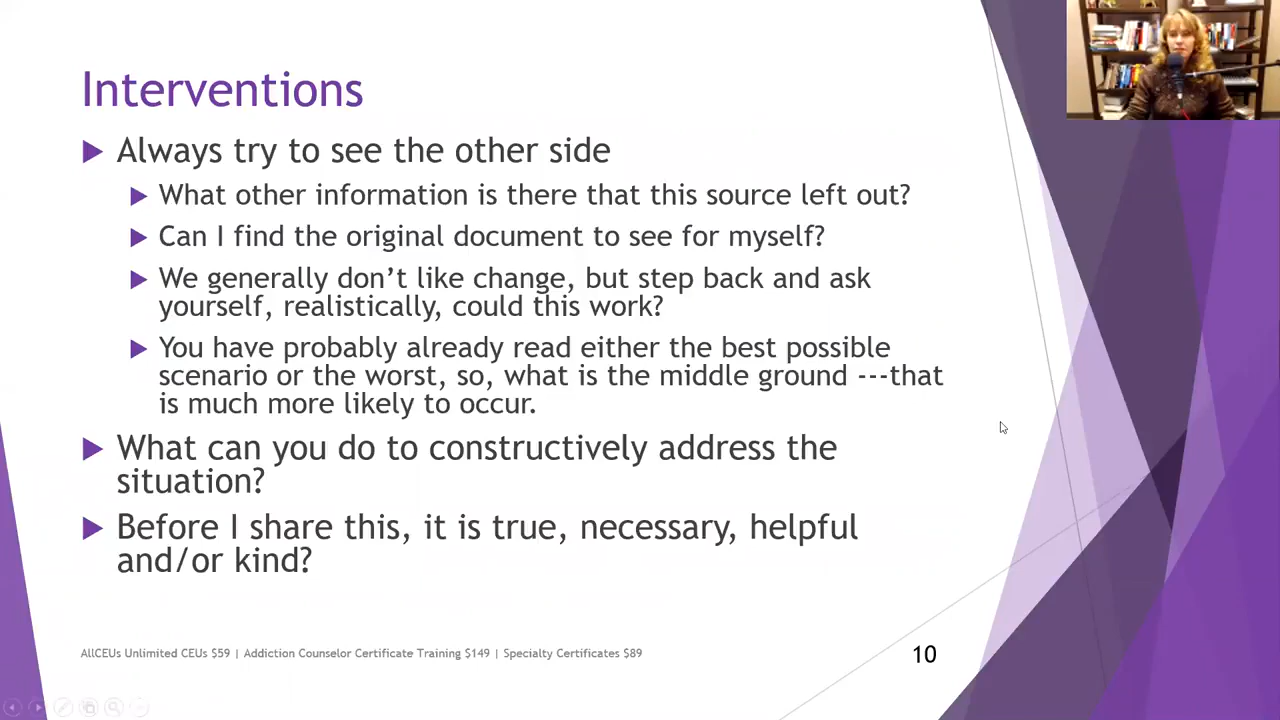 Interventions
Always try to see the other side
What other information is there that this source left out?
Can I find the original document to see for myself?
We generally don't like change, but step back and ask
yourself, realistically, could this work?
You have probably already read either the best possible
scenario or the worst, so, what is the middle ground ---that
is much more likely to occur.
What can you do to constructively address the
situation?
Before I share this, it is true, necessary, helpful
and/or kind?
AllCEUs Unlimited CEUs $59 | Addiction Counselor Certificate Training $149 | Specialty Certificates $89
10